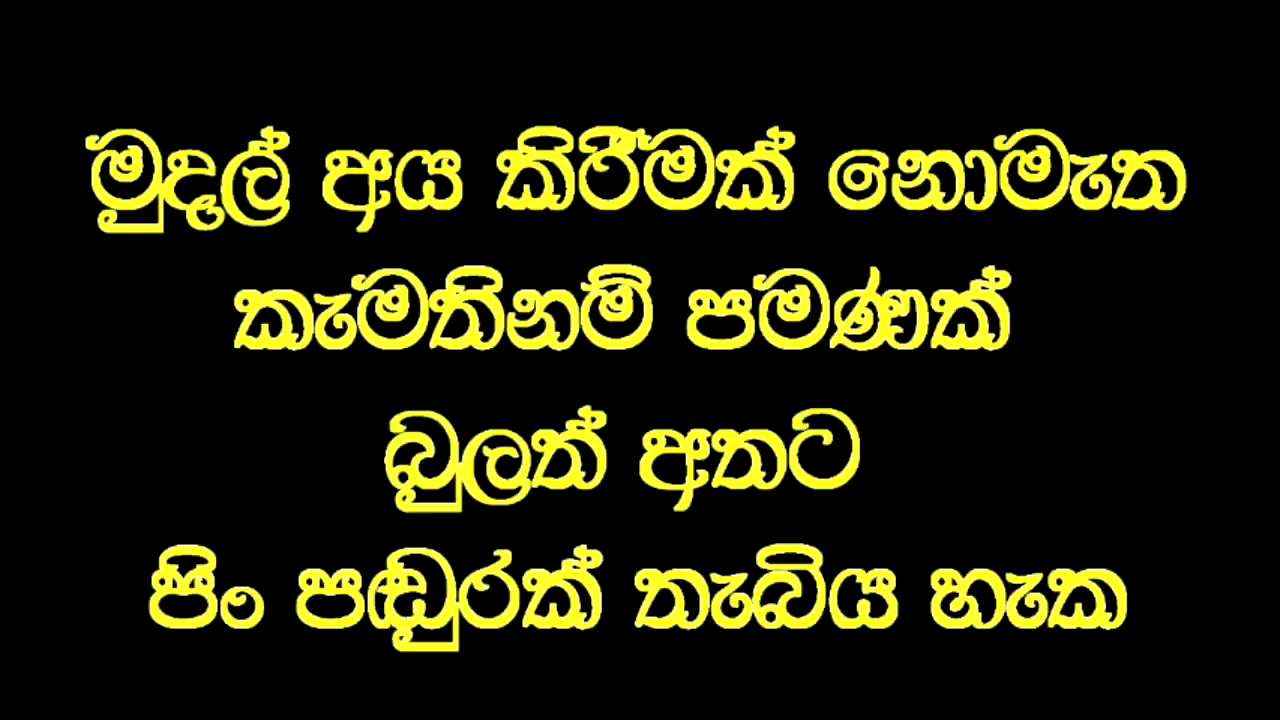 මුදල් අය කිරීමක් නොමැත
කැමතිනම් පමණක්
බුලත් අතට
පිං පඬුරක් තැබිය හැක